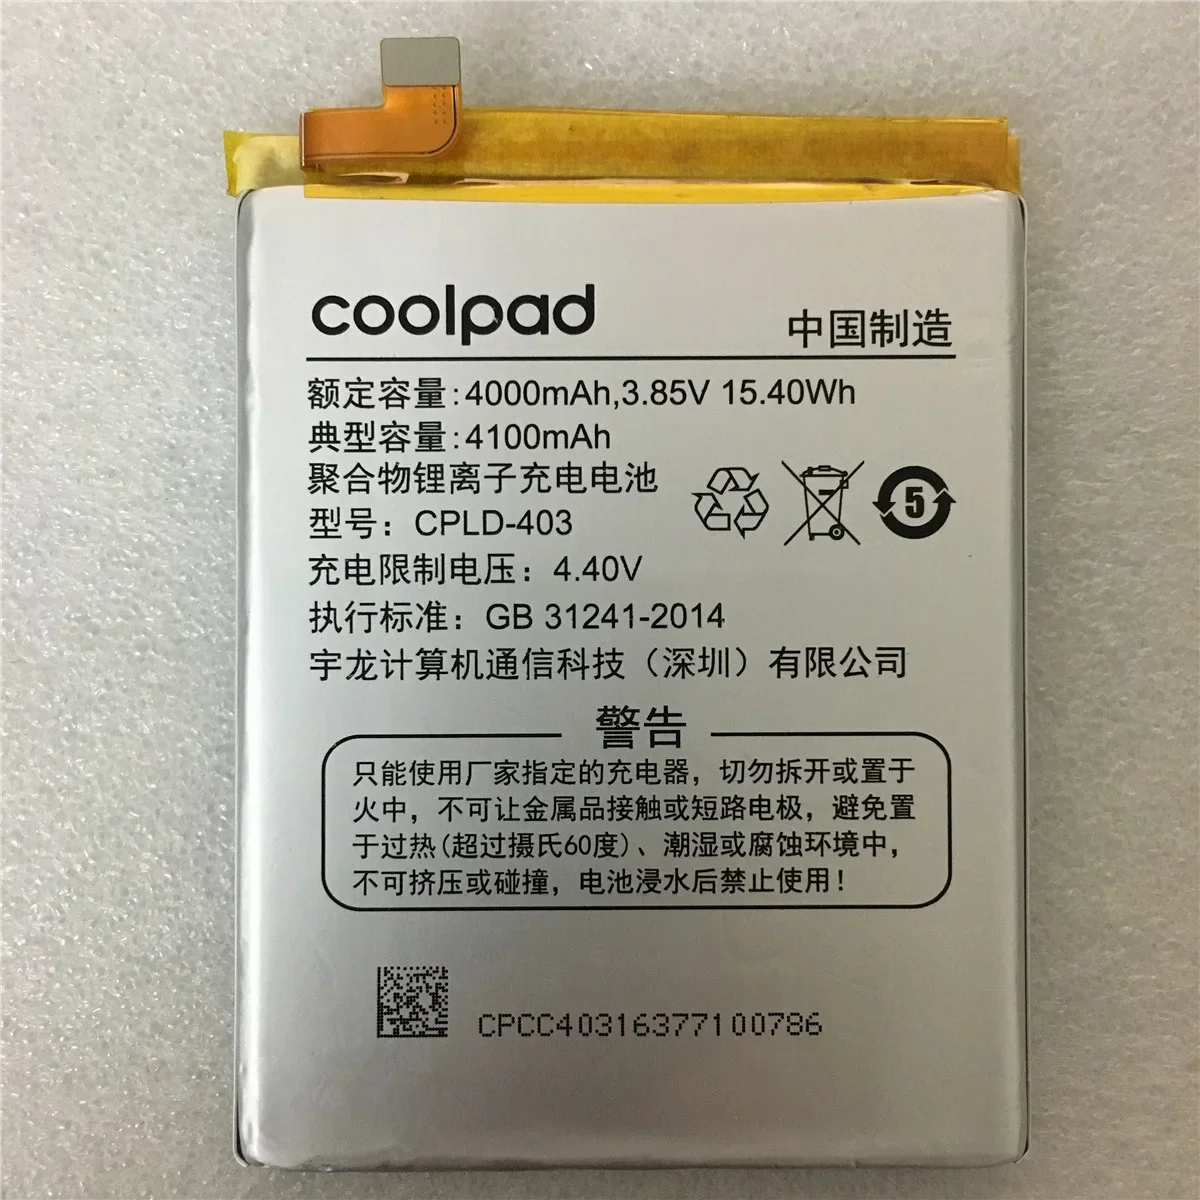 coolpad
中国制造
额定容量:4000mAh,3.85V 15.40Wh
典型容量:4100mAh
聚合物锂离子充电电池
型号：CPLD-403
5
充电限制电压：4.40V
执行标准：GB 31241-2014
宇龙计算机通信科技（深圳）有限公司
警告
只能使用厂家指定的充电器，切勿拆开或置于
火中，不可让金属品接触或短路电极，避免置
于过热(超过摄氏60度)、潮湿或腐蚀环境中，
不可挤压或碰撞，电池浸水后禁止使用！
CPCC40316377100786